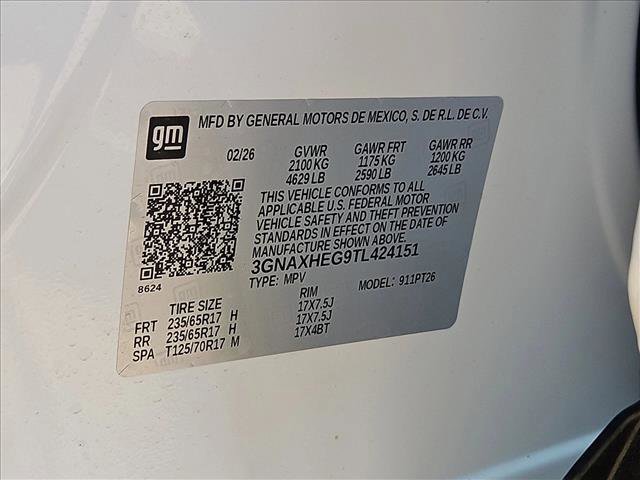 gm
MFD BY GENERAL MOTORS DE MEXICO, S. DE R.L. DE C.V.
02/26 GVWR GAWR FRT GAWR RR
2100 KG 1175 KG 1200 KG
4629 LB 2590 LB 2645 LB
THIS VEHICLE CONFORMS TO ALL
APPLICABLE U.S. FEDERAL MOTOR
VEHICLE SAFETY AND THEFT PREVENTION
STANDARDS IN EFFECT ON THE DATE OF
MANUFACTURE SHOWN ABOVE.
3GNAXHEG9TL424151
8624
TYPE: MPV MODEL: 911PT26
TIRE SIZE RIM
FRT 235/65R17 H 17X7.5J
RR 235/65R17 H 17X7.5J
SPA T125/70R17 M 17X4BT